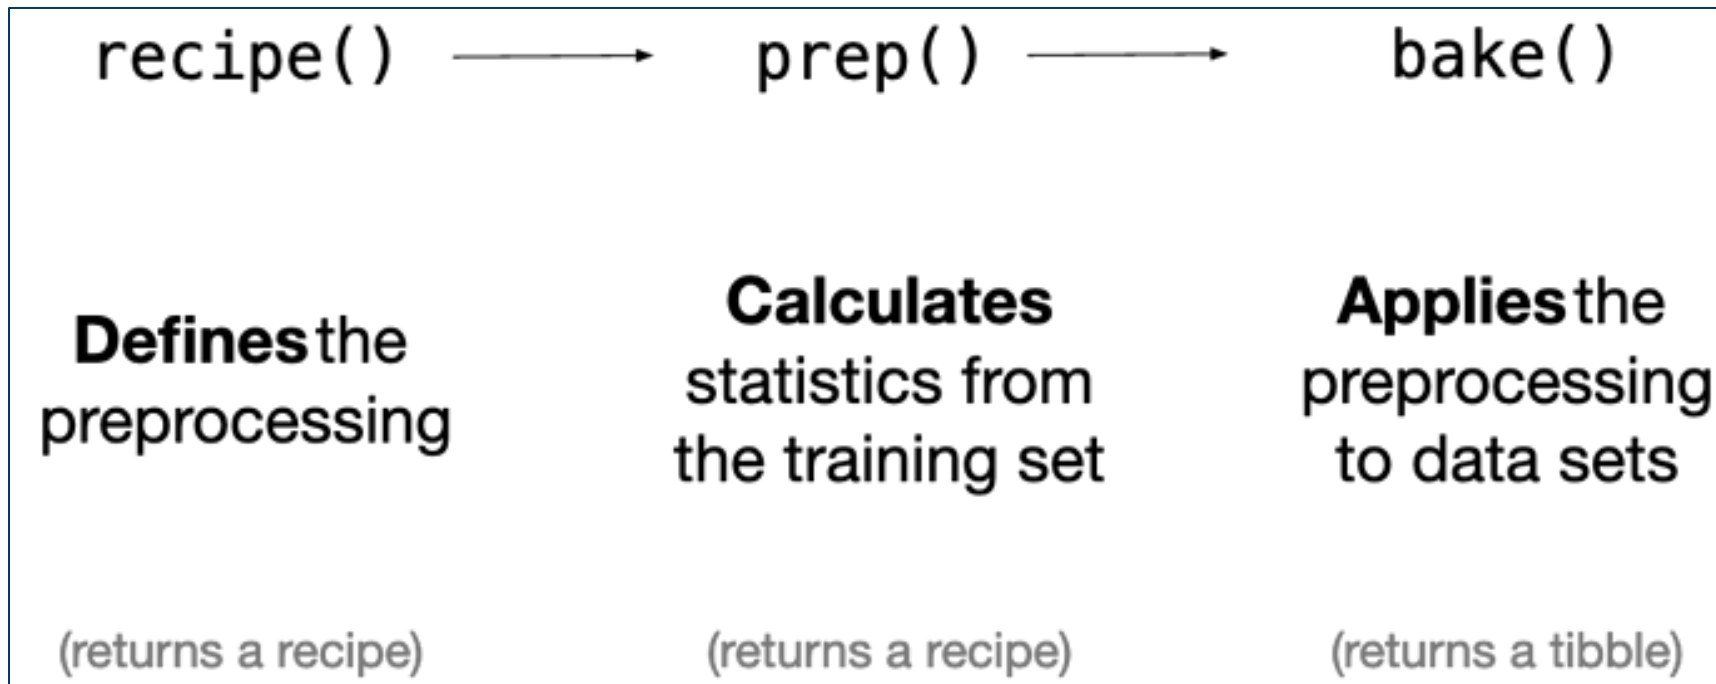 recipe() prep() bake()
Defines the
preprocessing
Calculates
statistics from
the training set
Applies the
preprocessing
to data sets
(returns a recipe) (returns a recipe) (returns a tibble)